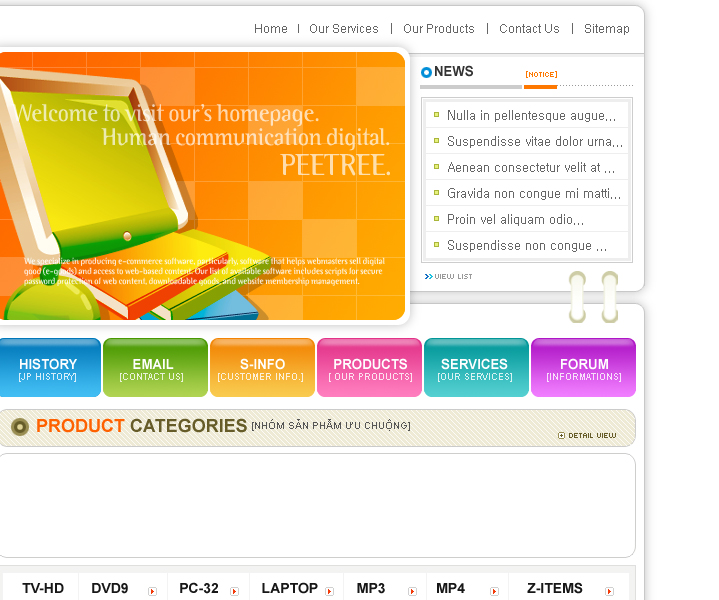 Home | Our Services | Our Products | Contact Us | Sitemap
Welcome to visit our's homepage.
Human communication digital.
PEETREE.
We specialize in producing e-commerce software, particularly, software that helps webmasters sell digital
good (e-goods) and access to web-based content. Our list of available software includes scripts for secure
password protection of web content, downloadable goods, and website membership management.
NEWS [NOTICE]
Nulla in pellentesque augue...
Suspendisse vitae dolor urna...
Aenean consectetur velit at ...
Gravida non congue mi matti...
Proin vel aliquam odio...
Suspendisse non congue ...
VIEW LIST
HISTORY
[JP HISTORY]
EMAIL
[CONTACT US]
S-INFO
[CUSTOMER INFO.]
PRODUCTS
[ OUR PRODUCTS]
SERVICES
[OUR SERVICES]
FORUM
[INFORMATIONS]
PRODUCT CATEGORIES [NHÓM SẢN PHẨM ƯU CHUỘNG]
DETAIL VIEW
TV-HD DVD9 PC-32 LAPTOP MP3 MP4 Z-ITEMS